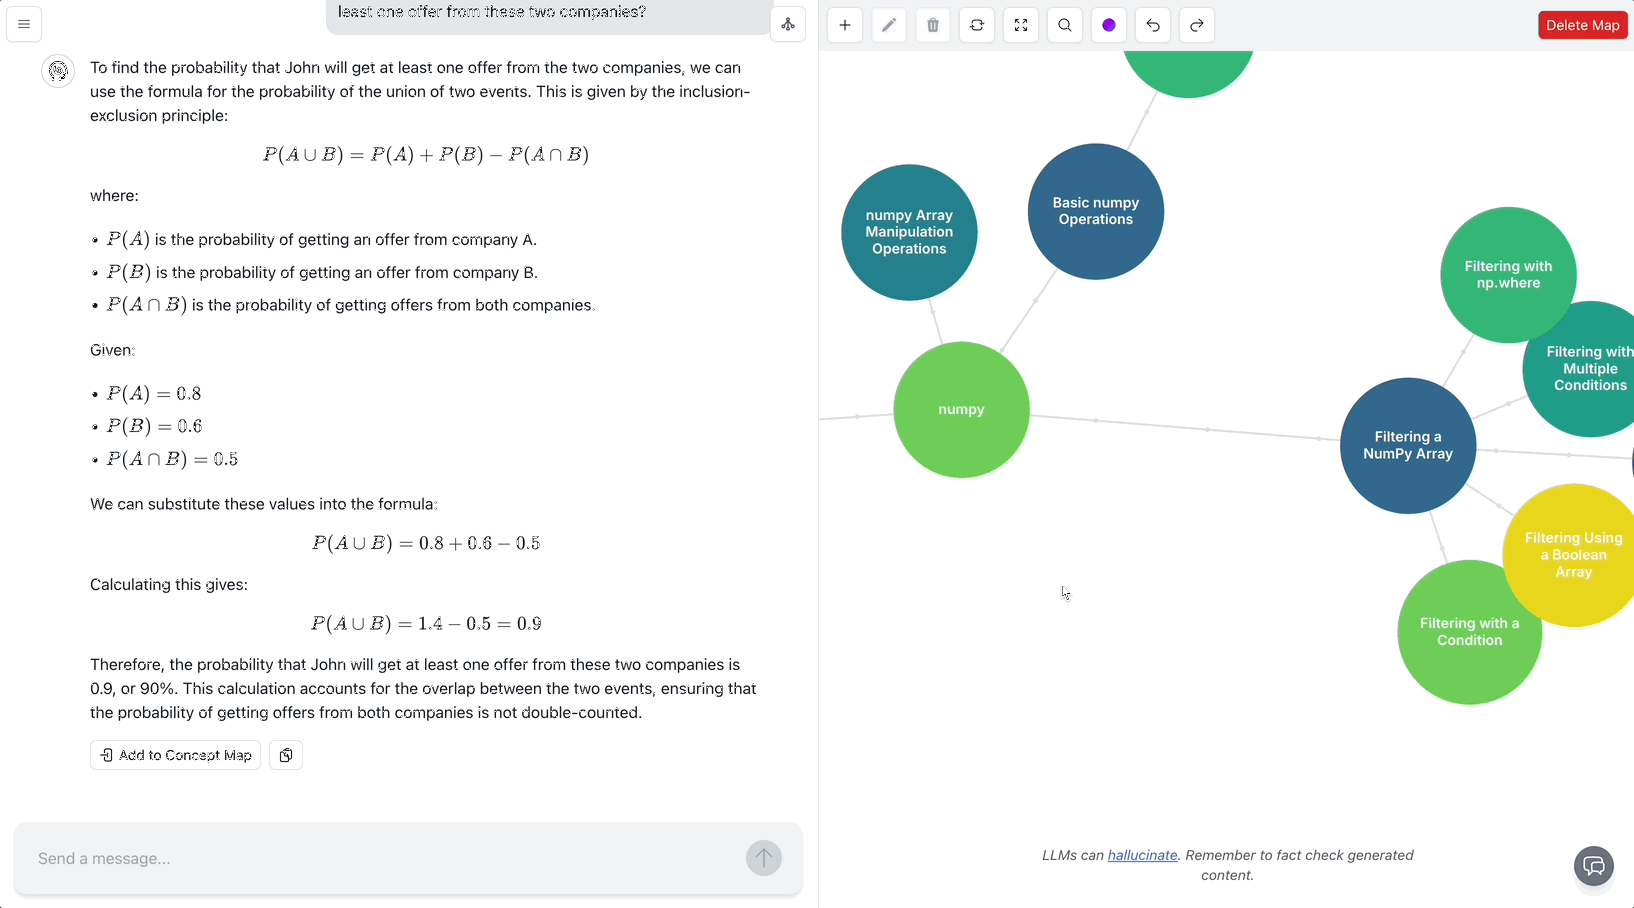 least one offer from these two companies?
To find the probability that John will get at least one offer from the two companies, we can
use the formula for the probability of the union of two events. This is given by the inclusion-
exclusion principle:
P(A ∪ B) = P(A) + P(B) − P(A ∩ B)
where:
• P(A) is the probability of getting an offer from company A.
• P(B) is the probability of getting an offer from company B.
• P(A ∩ B) is the probability of getting offers from both companies.
Given:
• P(A) = 0.8
• P(B) = 0.6
• P(A ∩ B) = 0.5
We can substitute these values into the formula:
P(A ∪ B) = 0.8 + 0.6 − 0.5
Calculating this gives:
P(A ∪ B) = 1.4 − 0.5 = 0.9
Therefore, the probability that John will get at least one offer from these two companies is
0.9, or 90%. This calculation accounts for the overlap between the two events, ensuring that
the probability of getting offers from both companies is not double-counted.
Add to Concept Map
Send a message...
Delete Map
numpy Array
Manipulation
Operations
Basic numpy
Operations
numpy
Filtering with
np.where
Filtering with
Multiple
Conditions
Filtering a
NumPy Array
Filtering Using
a Boolean
Array
Filtering with a
Condition
LLMs can hallucinate. Remember to fact check generated
content.